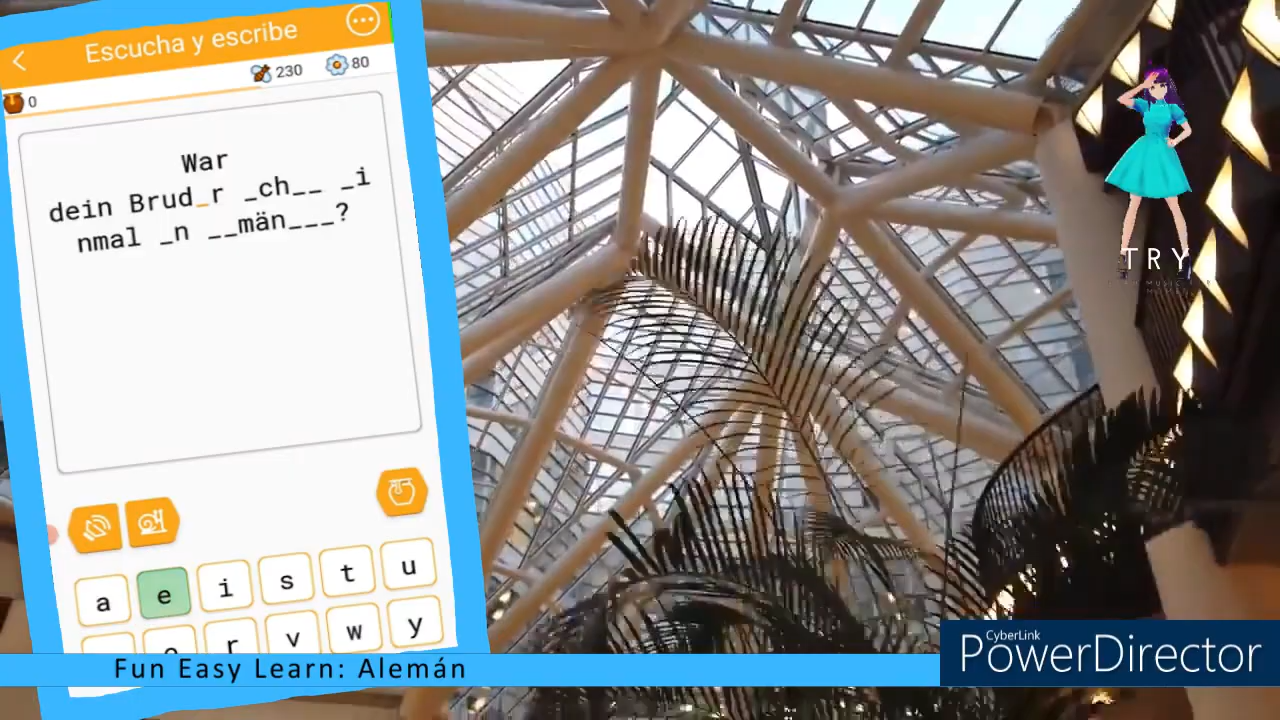 Escucha y escribe
230
80
0
War
dein Brud_r _ch__ _i
nmal _n __män___?
a e i s t u
o r v w y
Fun Easy Learn: Alemán
TRY
CyberLink
PowerDirector